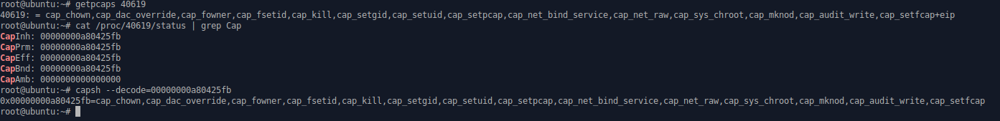 root@ubuntu:~# getpcaps 40619
40619: = cap_chown,cap_dac_override,cap_fowner,cap_fsetid,cap_kill,cap_setgid,cap_setuid,cap_setpcap,cap_net_bind_service,cap_net_raw,cap_sys_chroot,cap_mknod,cap_audit_write,cap_setfcap+eip
root@ubuntu:~# cat /proc/40619/status | grep Cap
CapInh: 00000000a80425fb
CapPrm: 00000000a80425fb
CapEff: 00000000a80425fb
CapBnd: 00000000a80425fb
CapAmb: 0000000000000000
root@ubuntu:~# capsh --decode=00000000a80425fb
0x00000000a80425fb=cap_chown,cap_dac_override,cap_fowner,cap_fsetid,cap_kill,cap_setgid,cap_setuid,cap_setpcap,cap_net_bind_service,cap_net_raw,cap_sys_chroot,cap_mknod,cap_audit_write,cap_setfcap
root@ubuntu:~#